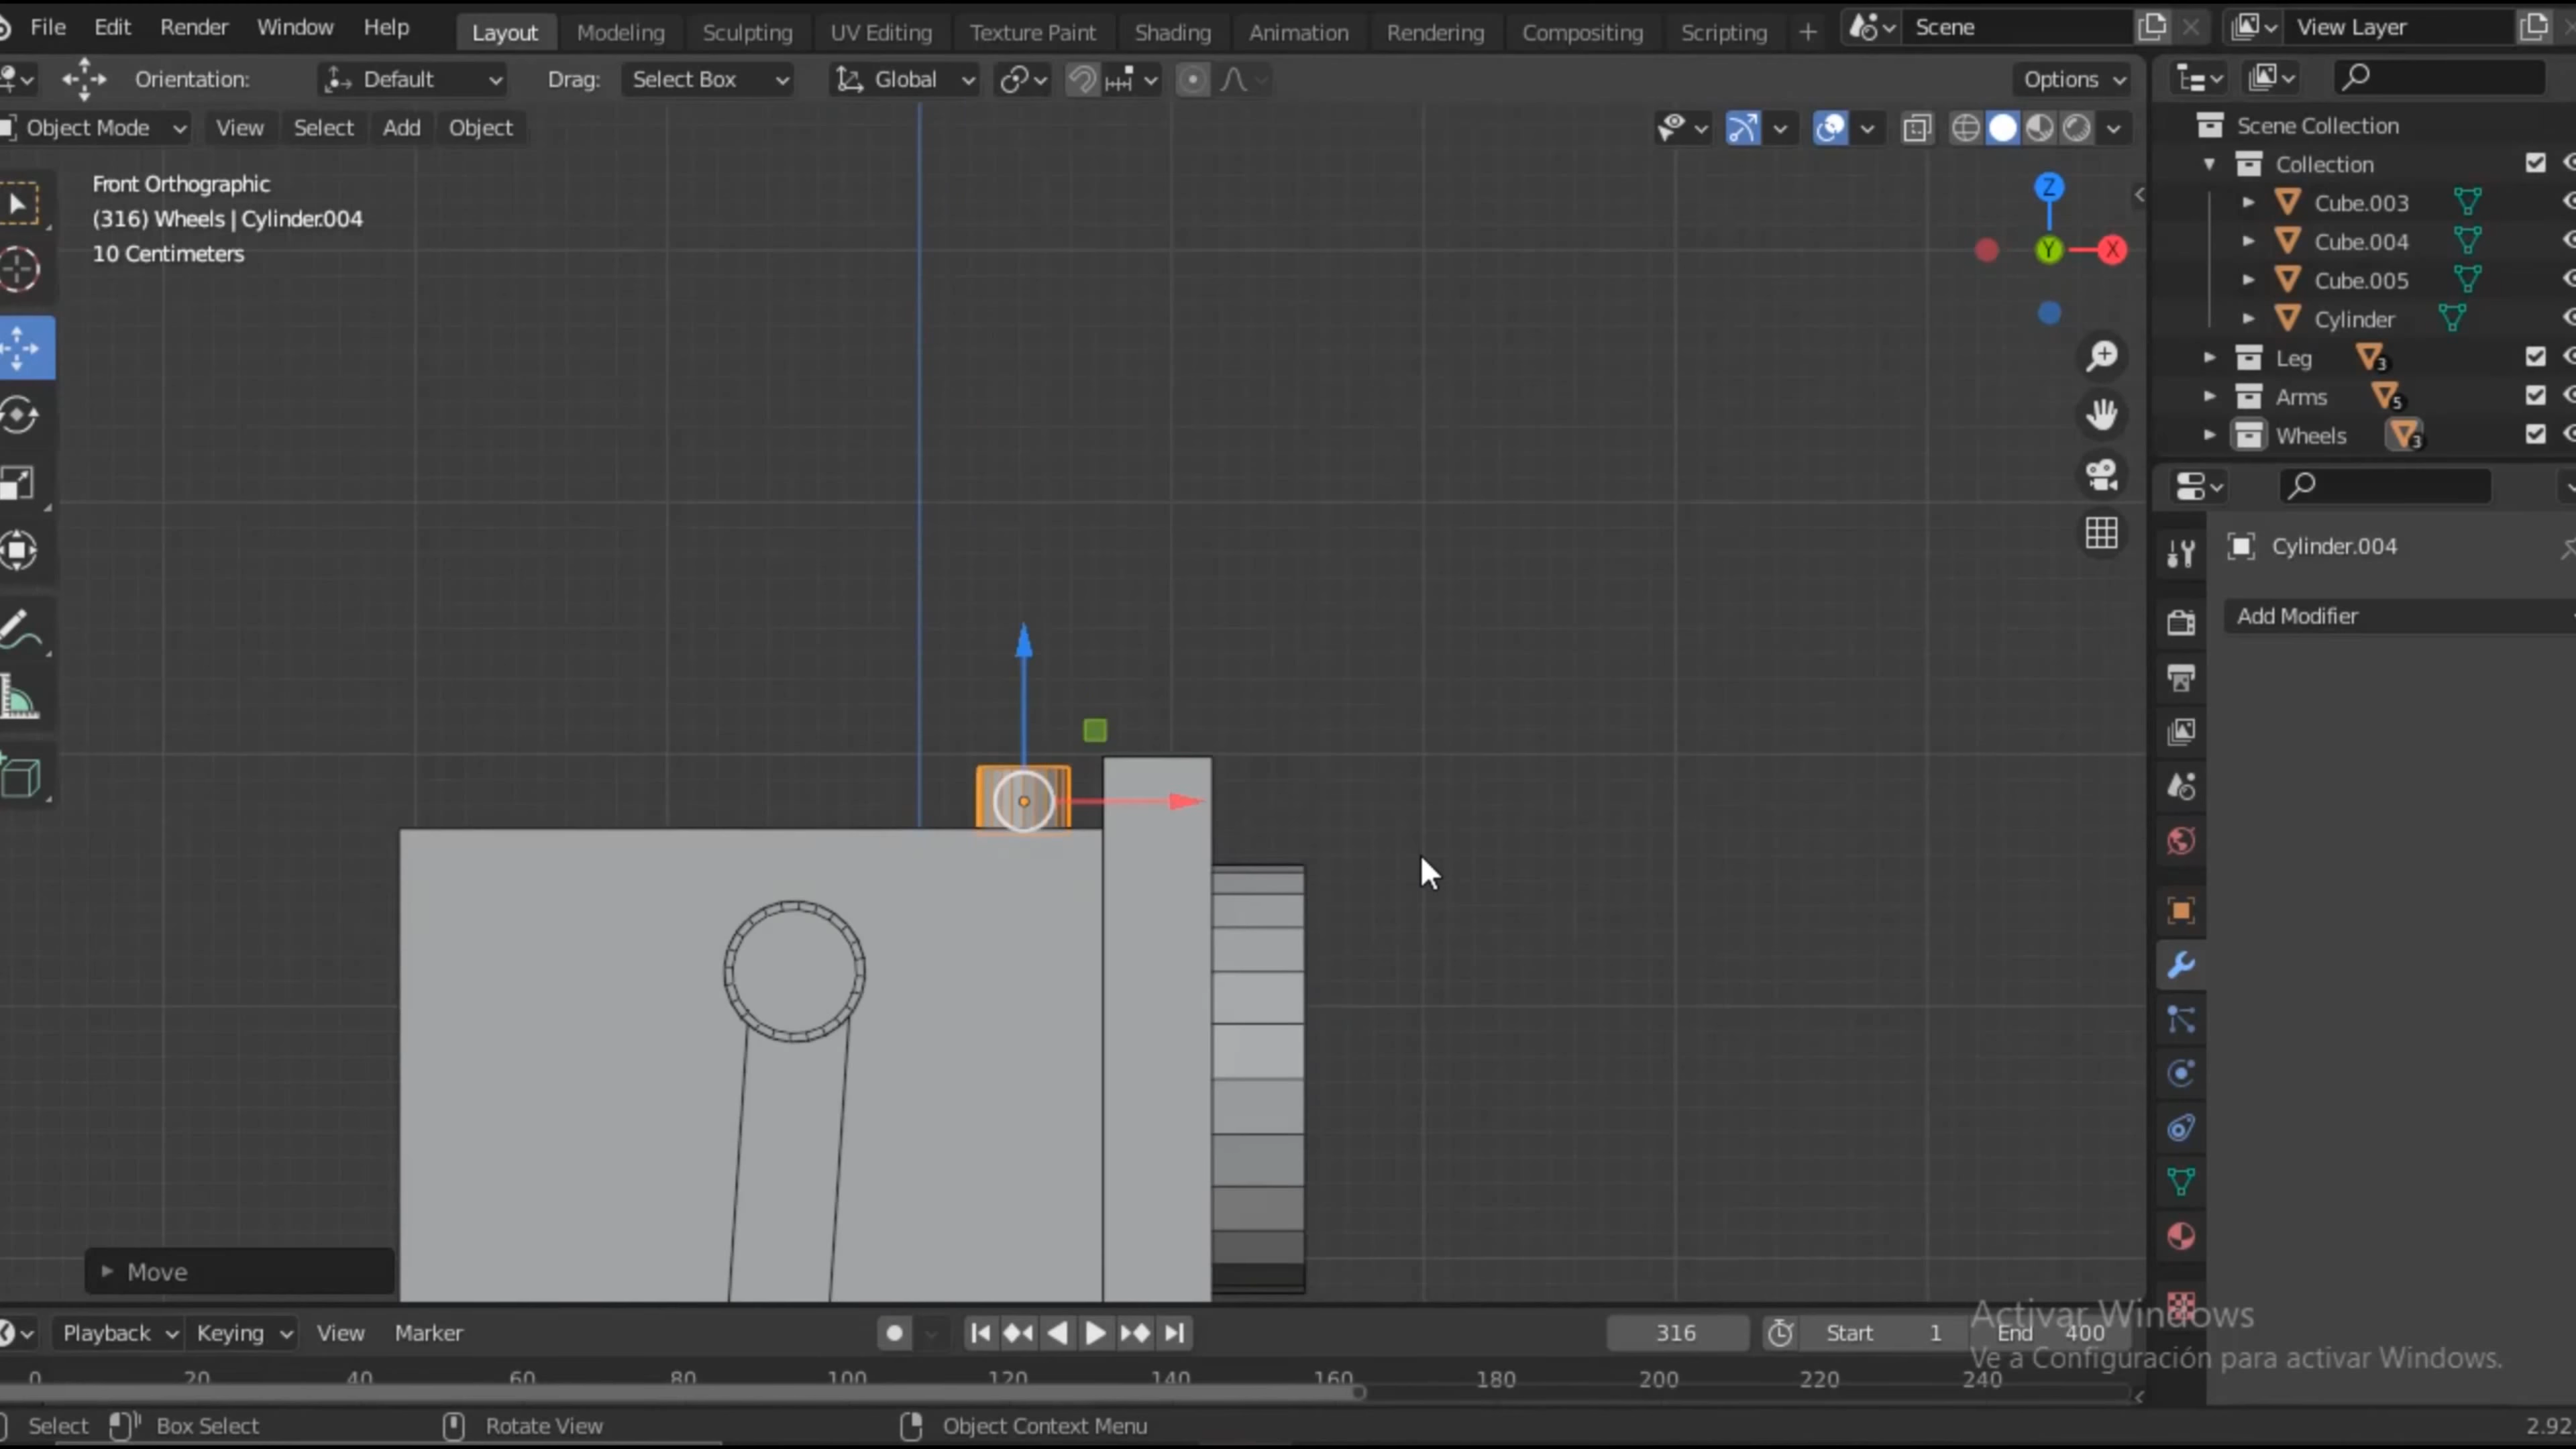 File Edit Render Window Help Layout Modeling Sculpting UV Editing Texture Paint Shading Animation Rendering Compositing Scripting + Scene View Layer
Orientation: Default Drag: Select Box Global Options
Object Mode View Select Add Object
Front Orthographic
(316) Wheels | Cylinder.004
10 Centimeters
Z
Y
X
Scene Collection
Collection
Cube.003
Cube.004
Cube.005
Cylinder
Leg 3
Arms 5
Wheels 3
Cylinder.004
Add Modifier
Move
Playback Keying View Marker 316 Start 1 End 400
0 20 40 60 80 100 120 140 160 180 200 220 240
Activar Windows
Ve a Configuración para activar Windows.
Select Box Select Rotate View Object Context Menu 2.92